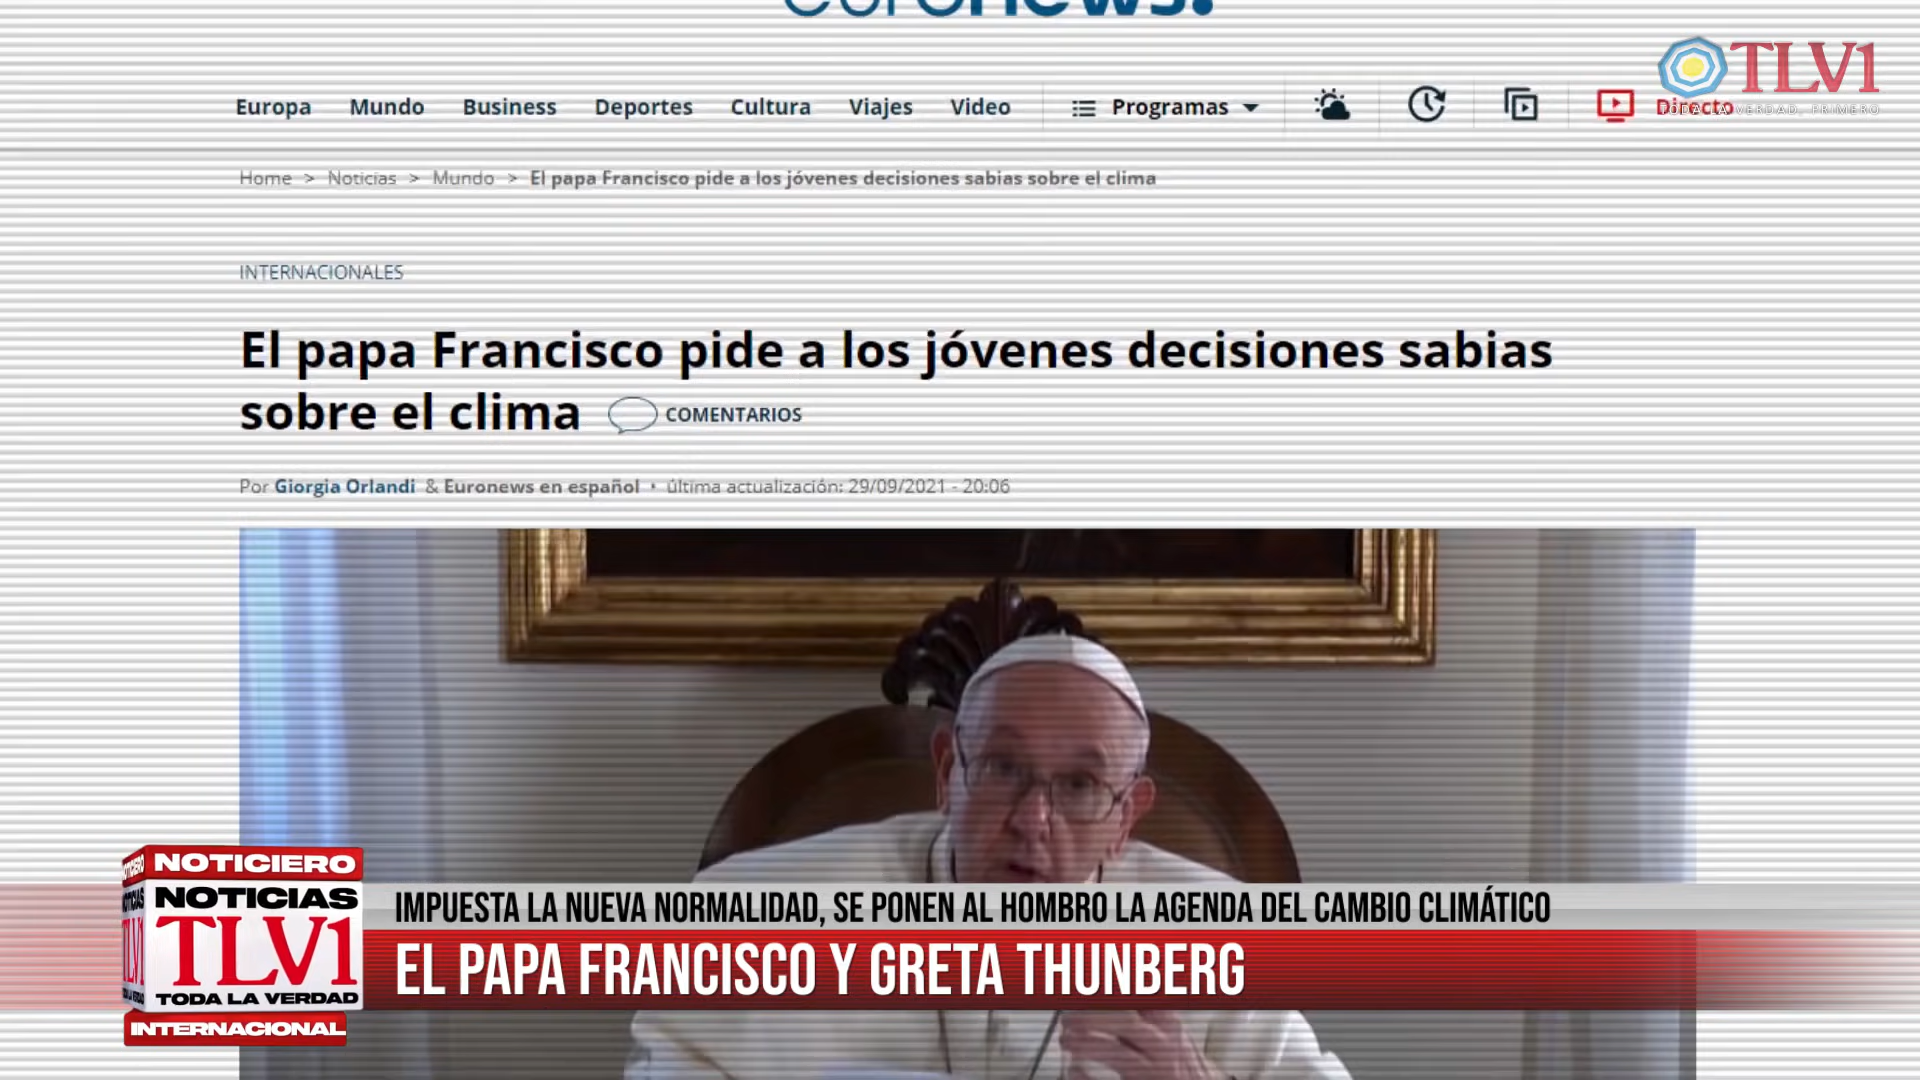 euronews.
TLV1
TODA LA VERDAD, PRIMERO
Europa Mundo Business Deportes Cultura Viajes Video Programas Directo
Home > Noticias > Mundo > El papa Francisco pide a los jóvenes decisiones sabias sobre el clima
INTERNACIONALES
El papa Francisco pide a los jóvenes decisiones sabias
sobre el clima COMENTARIOS
Por Giorgia Orlandi & Euronews en español • última actualización: 29/09/2021 - 20:06
NOTICIERO
NOTICIAS
TLV1
TODA LA VERDAD
INTERNACIONAL
IMPUESTA LA NUEVA NORMALIDAD, SE PONEN AL HOMBRO LA AGENDA DEL CAMBIO CLIMÁTICO
EL PAPA FRANCISCO Y GRETA THUNBERG